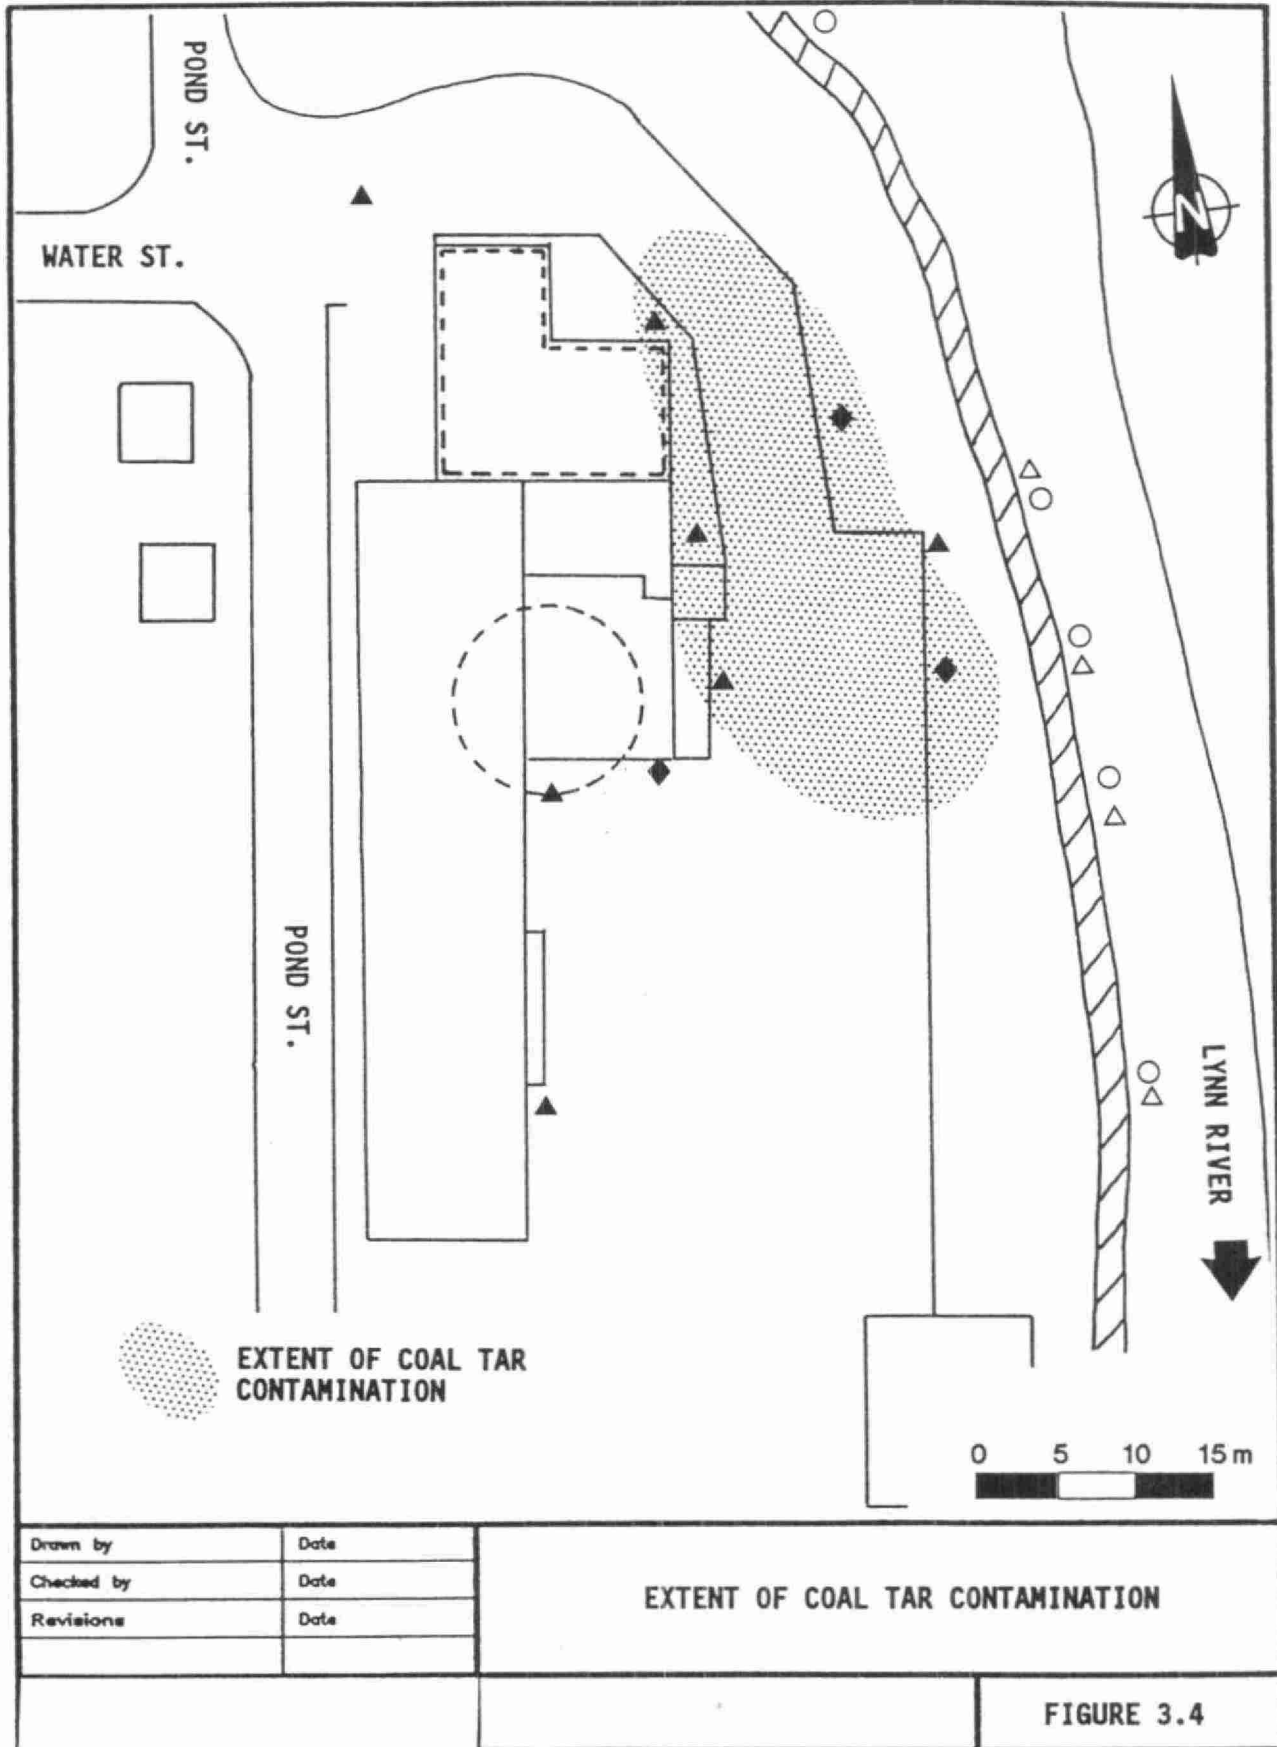 POND ST.
WATER ST.
N
POND ST.
LYNN RIVER
EXTENT OF COAL TAR
CONTAMINATION
0 5 10 15 m
Drawn by Date
Checked by Date
Revisions Date
EXTENT OF COAL TAR CONTAMINATION
FIGURE 3.4